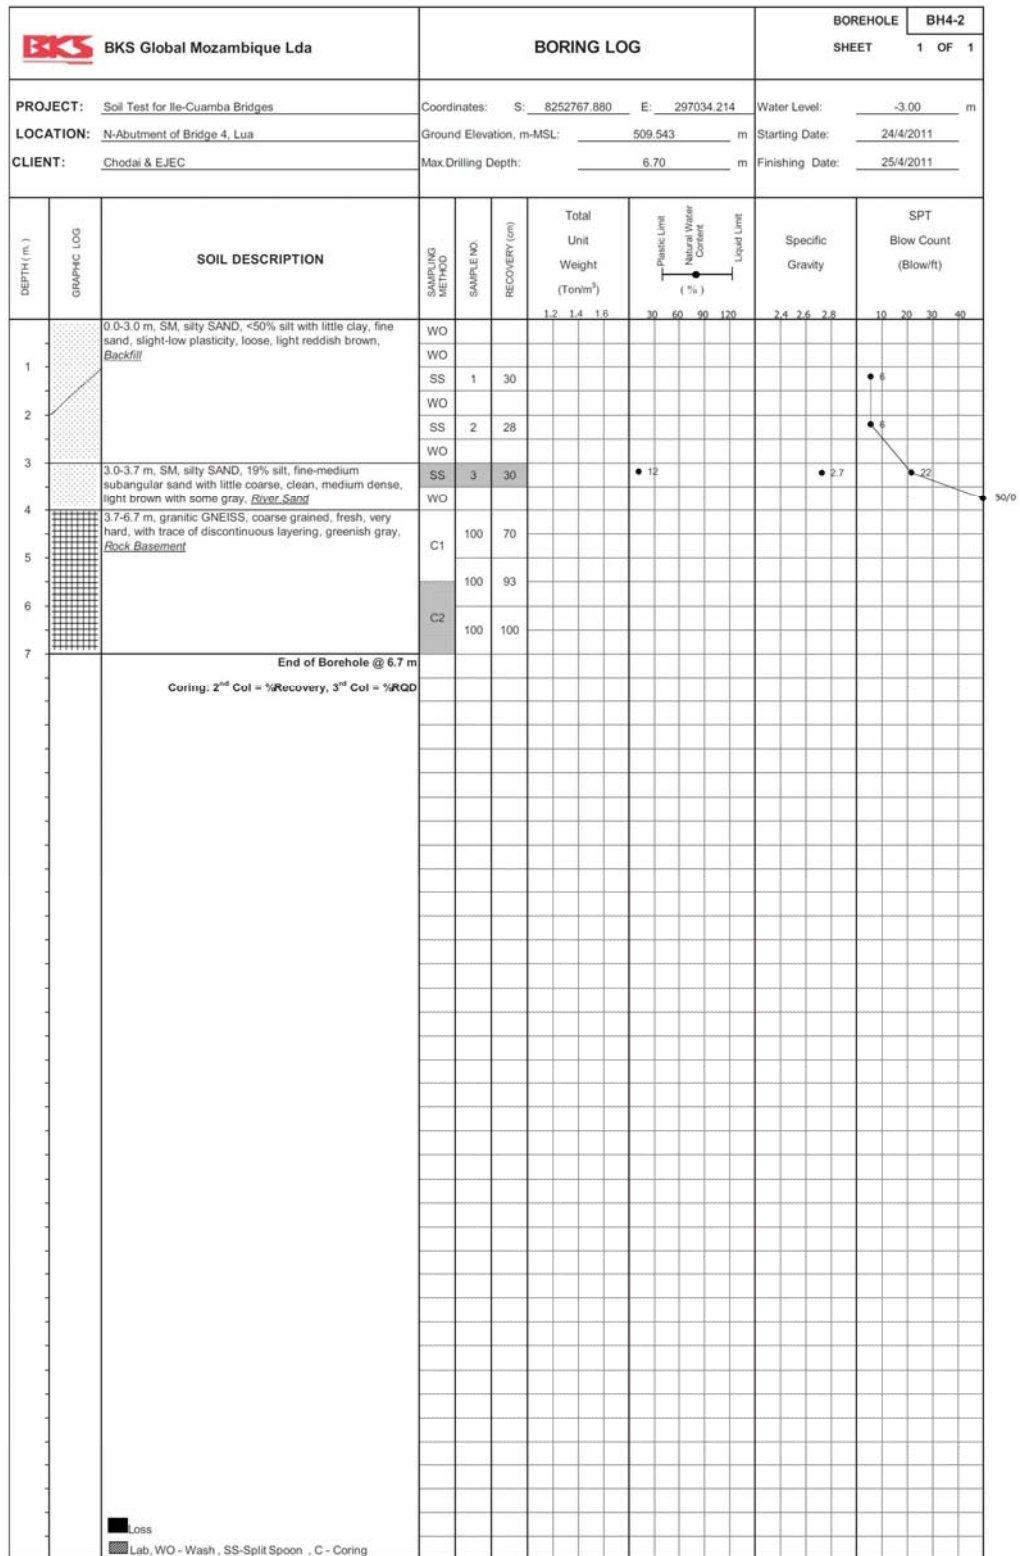 BKS BKS Global Mozambique Lda
BORING LOG
BOREHOLE BH4-2
SHEET 1 OF 1
PROJECT: Soil Test for Ile-Cuamba Bridges
LOCATION: N-Abutment of Bridge 4, Lua
CLIENT: Chodai & EJEC
Coordinates: S: 8252767.880 E: 297034.214
Ground Elevation, m-MSL: 509.543 m
Max.Drilling Depth: 6.70 m
Water Level: -3.00 m
Starting Date: 24/4/2011
Finishing Date: 25/4/2011
DEPTH ( m. )
GRAPHIC LOG
SOIL DESCRIPTION
SAMPLING METHOD
SAMPLE NO.
RECOVERY (cm)
Total
Unit
Weight
(Ton/m³)
1.2 1.4 1.6
Plastic Limit
Natural Water Content
Liquid Limit
( % )
30 60 90 120
Specific
Gravity
2.4 2.6 2.8
SPT
Blow Count
(Blow/ft)
10 20 30 40
0.0-3.0 m, SM, silty SAND, <50% silt with little clay, fine
sand, slight-low plasticity, loose, light reddish brown,
Backfill
WO
WO
1
SS 1 30 6
WO
2
SS 2 28 6
WO
3
3.0-3.7 m, SM, silty SAND, 19% silt, fine-medium
subangular sand with little coarse, clean, medium dense,
light brown with some gray, River Sand
SS 3 30 12 2.7 22
WO
50/0
4
3.7-6.7 m, granitic GNEISS, coarse grained, fresh, very
hard, with trace of discontinuous layering, greenish gray,
Rock Basement
100 70
C1
5
100 93
6
C2
100 100
7
End of Borehole @ 6.7 m
Coring: 2nd Col = %Recovery, 3rd Col = %RQD
Loss
Lab, WO - Wash , SS-Split Spoon , C - Coring